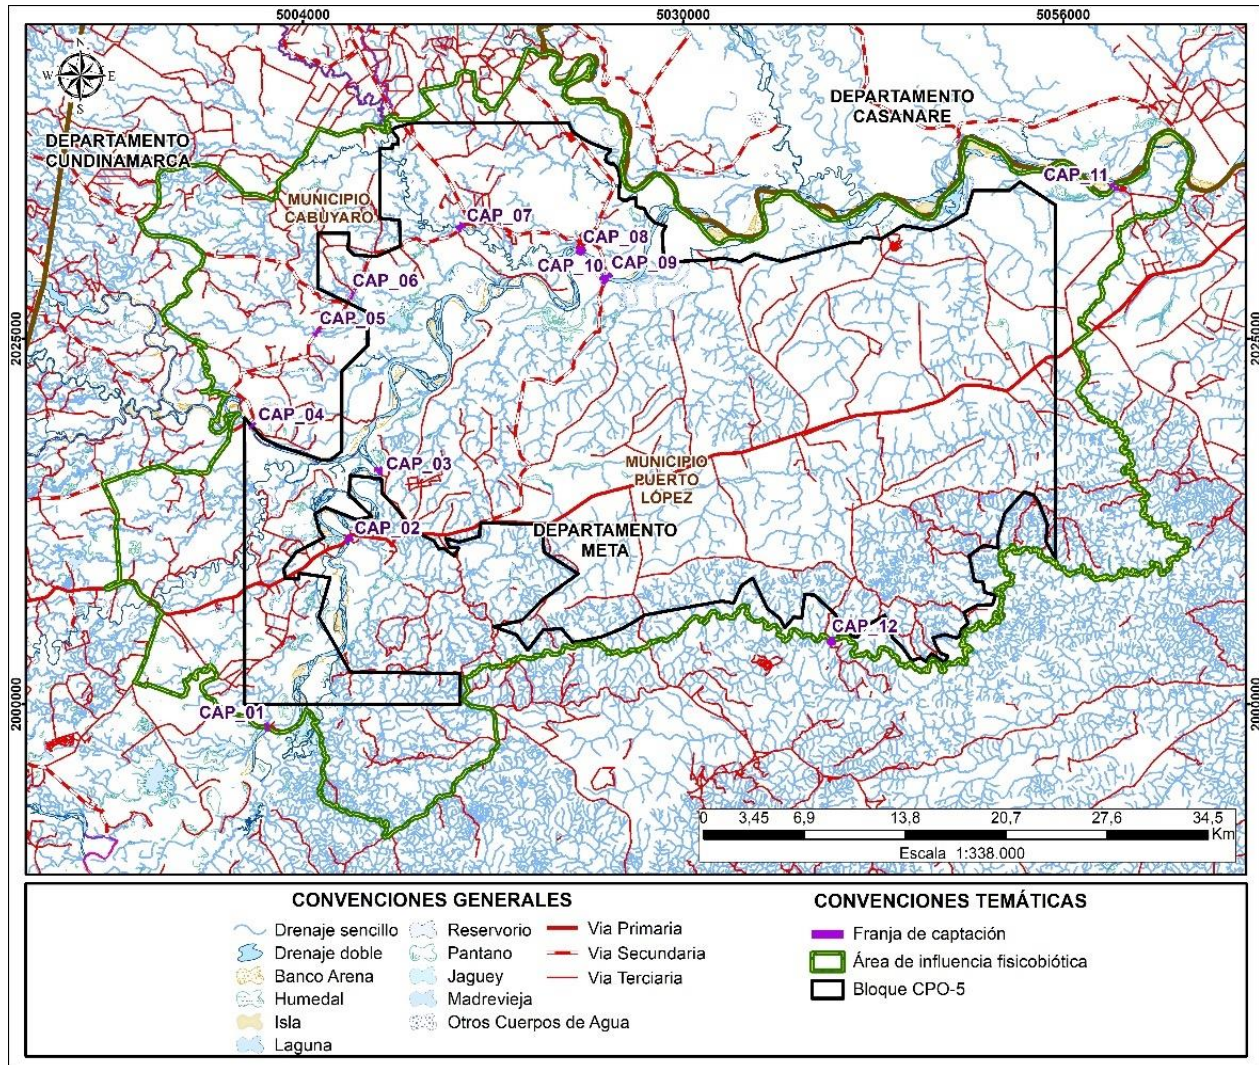 5004000
5030000
5056000
N
W
E
S
DEPARTAMENTO
CUNDINAMARCA
DEPARTAMENTO
CASANARE
CAP_11
MUNICIPIO
CABUYARO
CAP_07
CAP_08
CAP_10
CAP_09
CAP_06
CAP_05
2025000
2025000
CAP_04
CAP_03
MUNICIPIO
PUERTO
LÓPEZ
CAP_02
DEPARTAMENTO
META
CAP_12
CAP_01
2000000
2000000
0 3,45 6,9 13,8 20,7 27,6 34,5
Km
Escala 1:338.000
CONVENCIONES GENERALES
Drenaje sencillo
Drenaje doble
Banco Arena
Humedal
Isla
Laguna
Reservorio
Pantano
Jaguey
Madrevieja
Otros Cuerpos de Agua
Via Primaria
Via Secundaria
Via Terciaria
CONVENCIONES TEMÁTICAS
Franja de captación
Área de influencia fisicobiótica
Bloque CPO-5